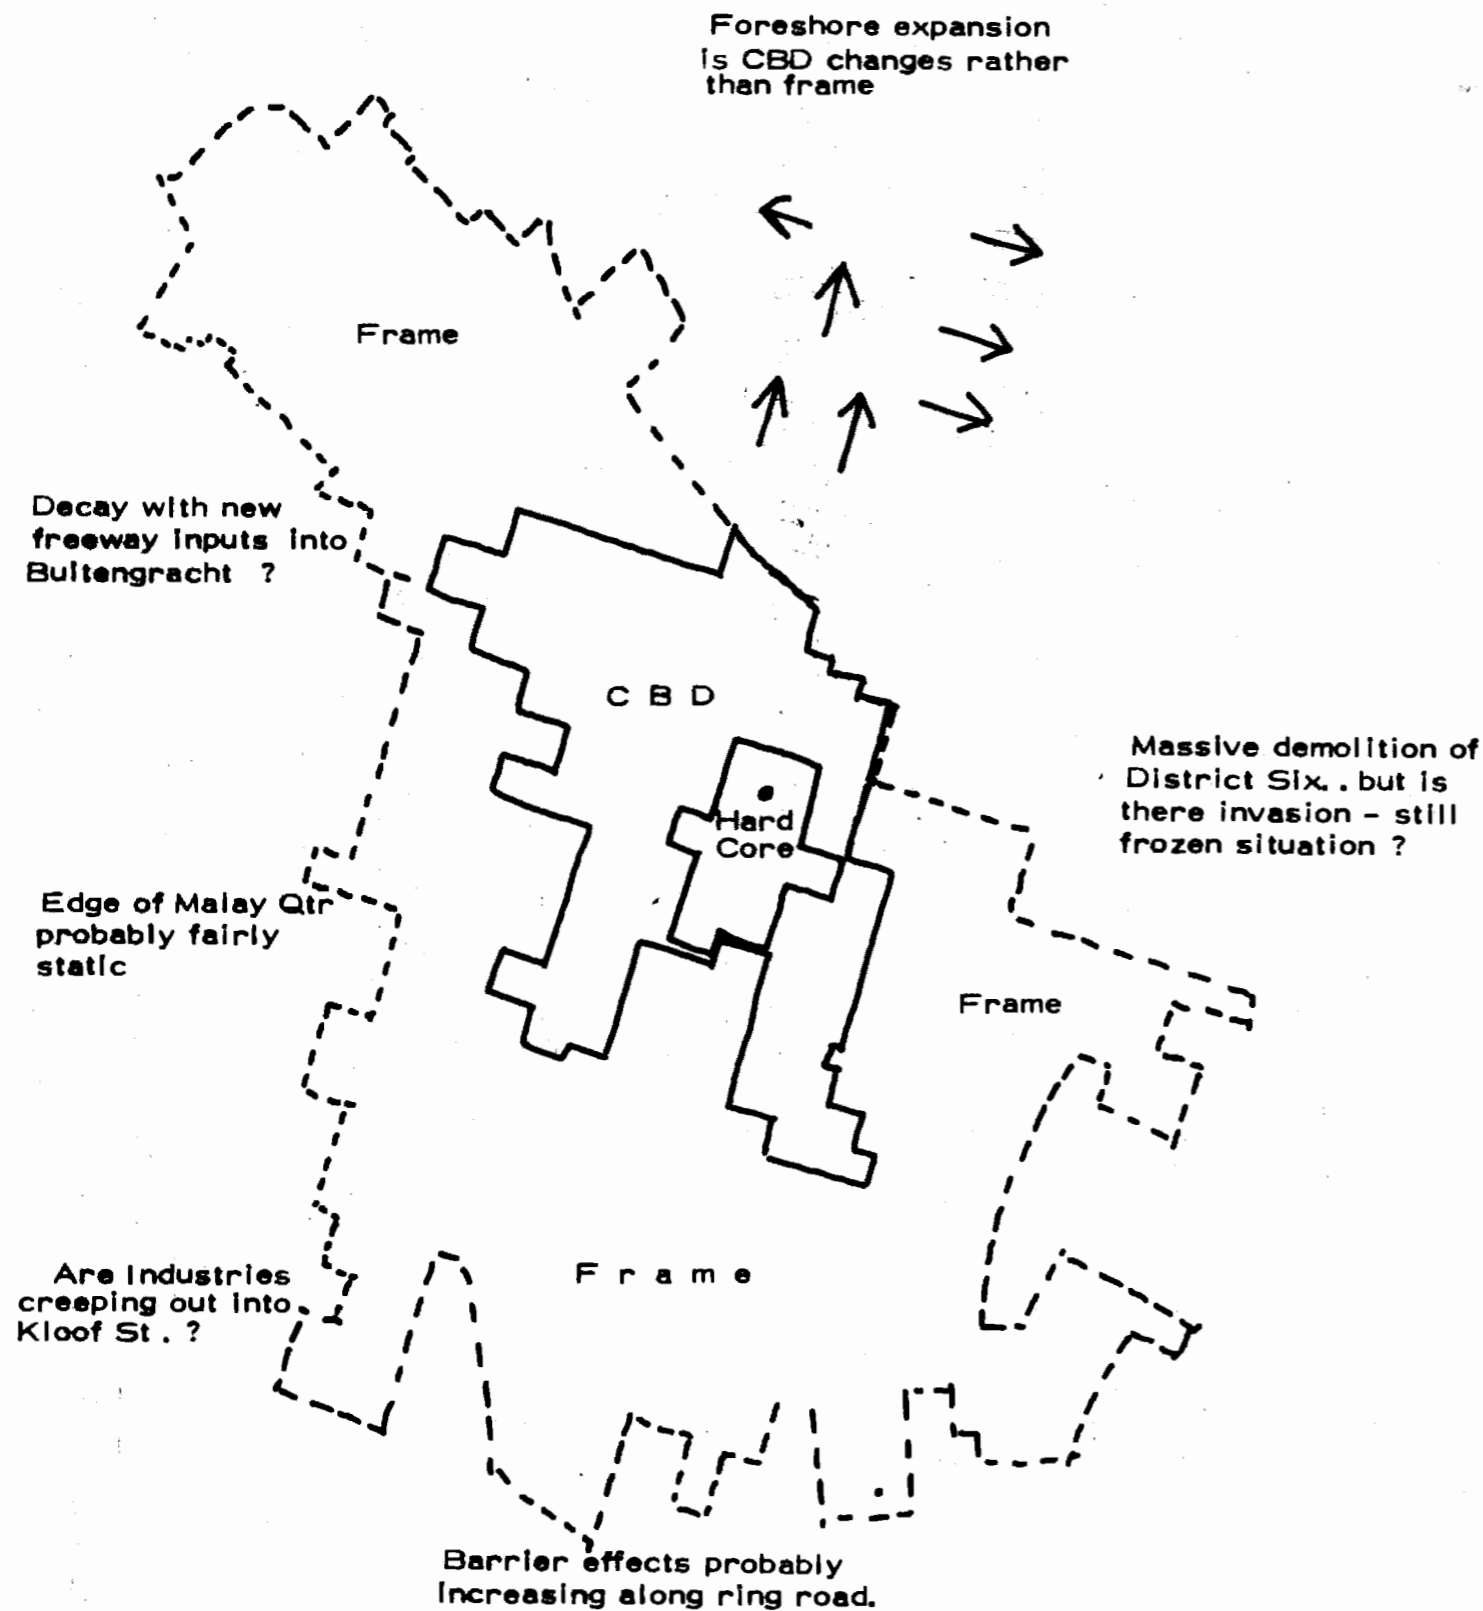 Foreshore expansion
is CBD changes rather
than frame
Frame
Decay with new
freeway inputs into
Buitengracht ?
C B D
Massive demolition of
District Six. . but is
there invasion – still
frozen situation ?
Hard
Core
Edge of Malay Qtr
probably fairly
static
Frame
Are Industries
creeping out into
Kloof St . ?
F r a m e
Barrier effects probably
increasing along ring road.